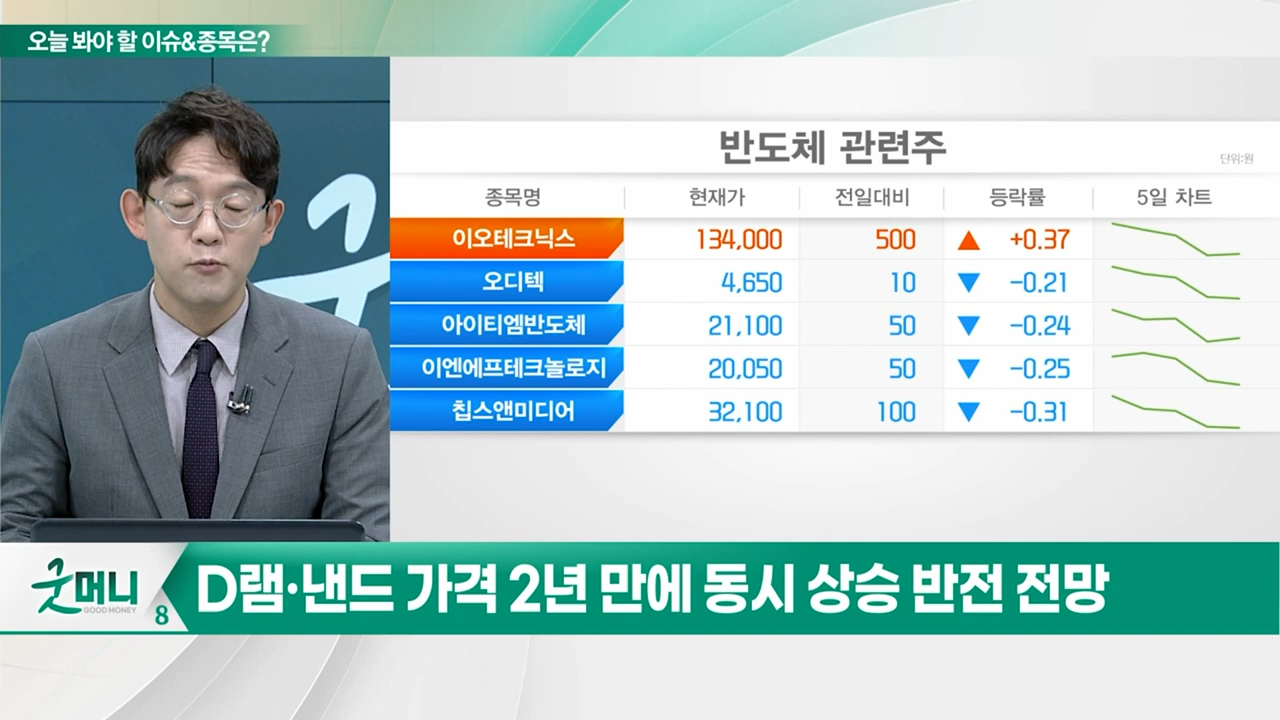 오늘 봐야 할 이슈&종목은?
반도체 관련주
단위:원
종목명 현재가 전일대비 등락률 5일 차트
이오테크닉스 134,000 500 ▲ +0.37
오디텍 4,650 10 ▼ -0.21
아이티엠반도체 21,100 50 ▼ -0.24
이엔에프테크놀로지 20,050 50 ▼ -0.25
칩스앤미디어 32,100 100 ▼ -0.31
굿머니
GOOD MONEY
8
D램·낸드 가격 2년 만에 동시 상승 반전 전망